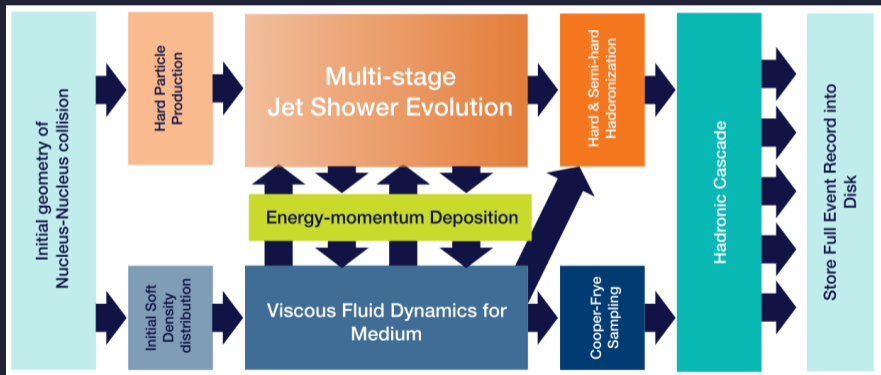 Initial geometry of
Nucleus-Nucleus collision
Hard Particle
Production
Multi-stage
Jet Shower Evolution
Hard & Semi-hard
Hadoronization
Energy-momentum Deposition
Initial Soft
Density
distribution
Viscous Fluid Dynamics for
Medium
Cooper-Frye
Sampling
Hadronic Cascade
Store Full Event Record into
Disk